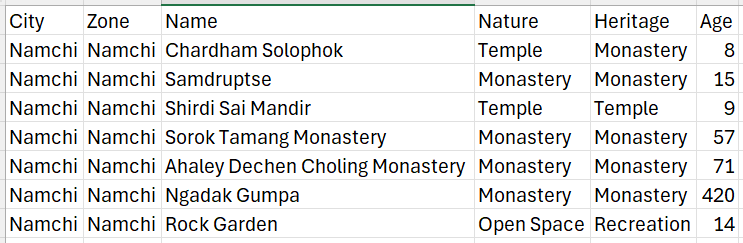 City Zone Name Nature Heritage Age
Namchi Namchi Chardham Solophok Temple Monastery 8
Namchi Namchi Samdruptse Monastery Monastery 15
Namchi Namchi Shirdi Sai Mandir Temple Temple 9
Namchi Namchi Sorok Tamang Monastery Monastery Monastery 57
Namchi Namchi Ahaley Dechen Choling Monastery Monastery Monastery 71
Namchi Namchi Ngadak Gumpa Monastery Monastery 420
Namchi Namchi Rock Garden Open Space Recreation 14